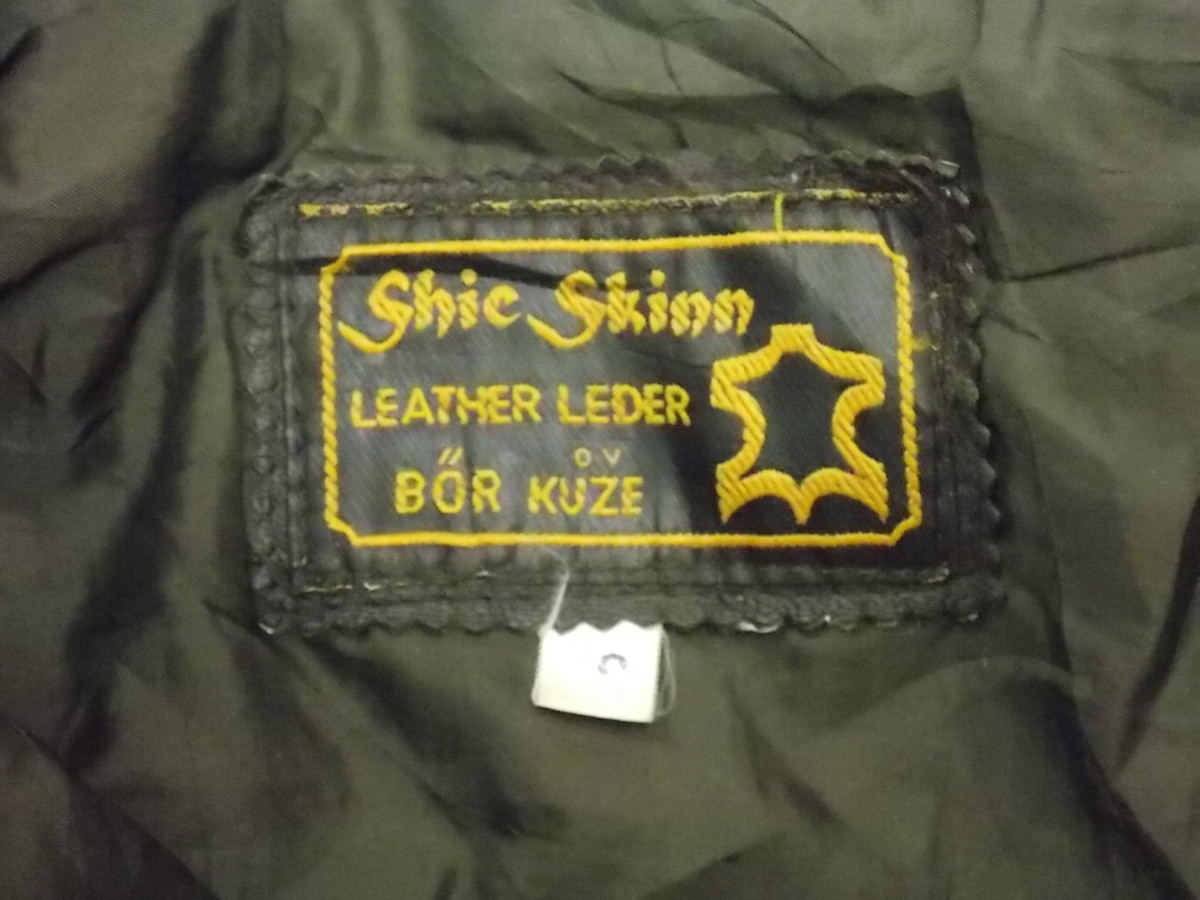 Shic Skinn
LEATHER LEDER
BŐR KŮŽE